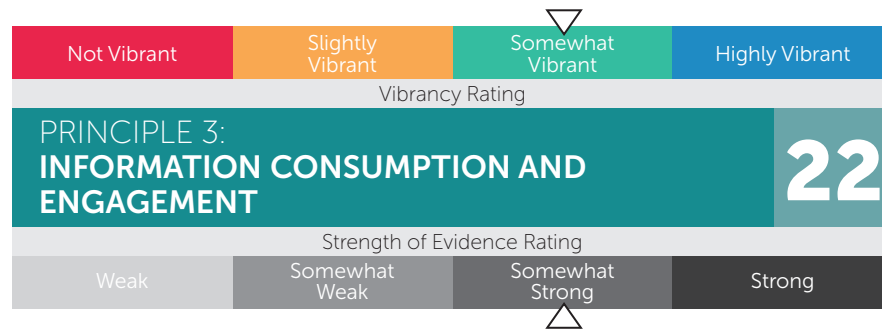 Not Vibrant
Slightly
Vibrant
Somewhat
Vibrant
Highly Vibrant
Vibrancy Rating
PRINCIPLE 3:
INFORMATION CONSUMPTION AND
ENGAGEMENT
22
Strength of Evidence Rating
Weak
Somewhat
Weak
Somewhat
Strong
Strong